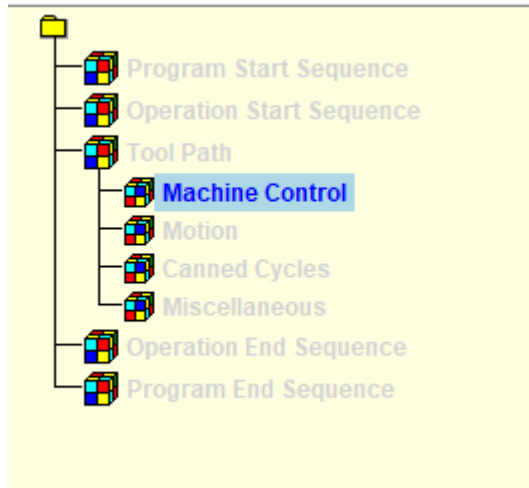 Program Start Sequence
Operation Start Sequence
Tool Path
Machine Control
Motion
Canned Cycles
Miscellaneous
Operation End Sequence
Program End Sequence